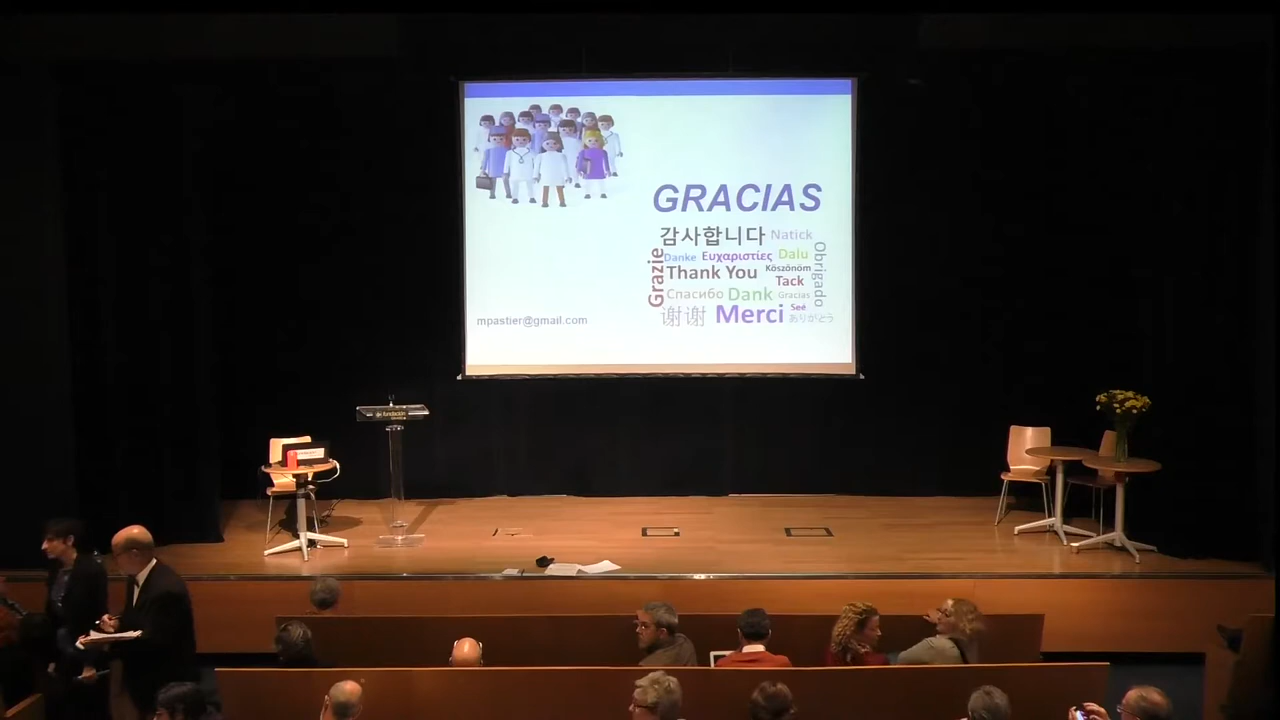 GRACIAS
감사합니다 Natick
Grazie
Danke Ευχαριστίες Dalu
Obrigado
Thank You Köszönöm
Tack
Спасибо Dank Gracias
谢谢 Merci Seé
ありがとう
mpastier@gmail.com
fundación